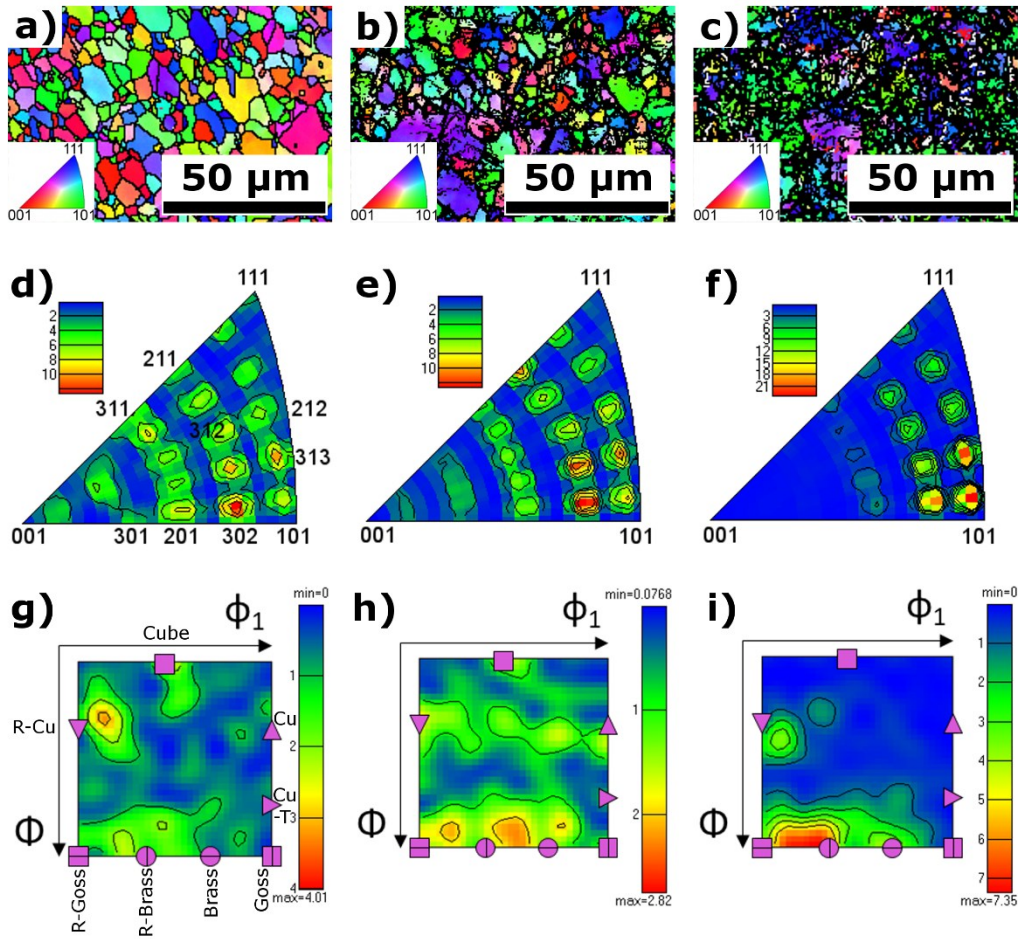 a)
111
001
101
50 µm
b)
111
001
101
50 µm
c)
111
001
101
50 µm
d)
2
4
6
8
10
111
211
311
312
212
313
001
301
201
302
101
e)
2
4
6
8
10
111
001
101
f)
3
6
9
12
15
18
21
111
001
101
g)
Φ1
Cube
R-Cu
Cu
Cu
-T
Φ
R-Goss
R-Brass
Brass
Goss
min=0
1
2
3
4
max=4.01
h)
Φ1
Φ
min=0.0768
1
2
max=2.82
i)
Φ1
Φ
min=0
1
2
3
4
5
6
7
max=7.35